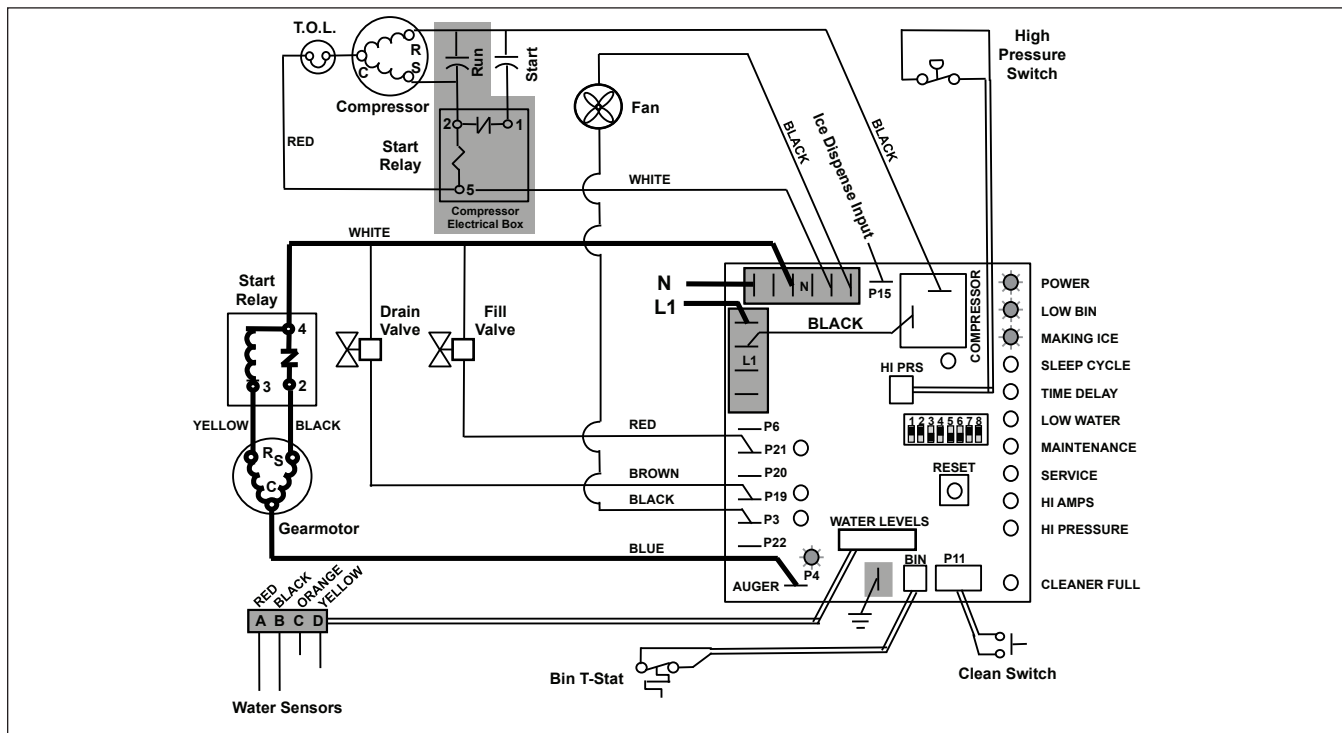 T.O.L.
R
S
C
Compressor
Run
Start
RED
2
1
5
Start
Relay
Compressor
Electrical Box
WHITE
Fan
BLACK
Ice Dispense Input
BLACK
High
Pressure
Switch
WHITE
Start
Relay
4
3
2
YELLOW
BLACK
R
S
C
Gearmotor
Drain
Valve
Fill
Valve
N
L1
N
P15
L1
BLACK
COMPRESSOR
HI PRS
1 2 3 4 5 6 7 8
RESET
RED
P6
P21
BROWN
P20
P19
BLACK
P3
P22
BLUE
P4
AUGER
WATER LEVELS
BIN
P11
POWER
LOW BIN
MAKING ICE
SLEEP CYCLE
TIME DELAY
LOW WATER
MAINTENANCE
SERVICE
HI AMPS
HI PRESSURE
CLEANER FULL
RED
BLACK
ORANGE
YELLOW
A B C D
Water Sensors
Bin T-Stat
Clean Switch